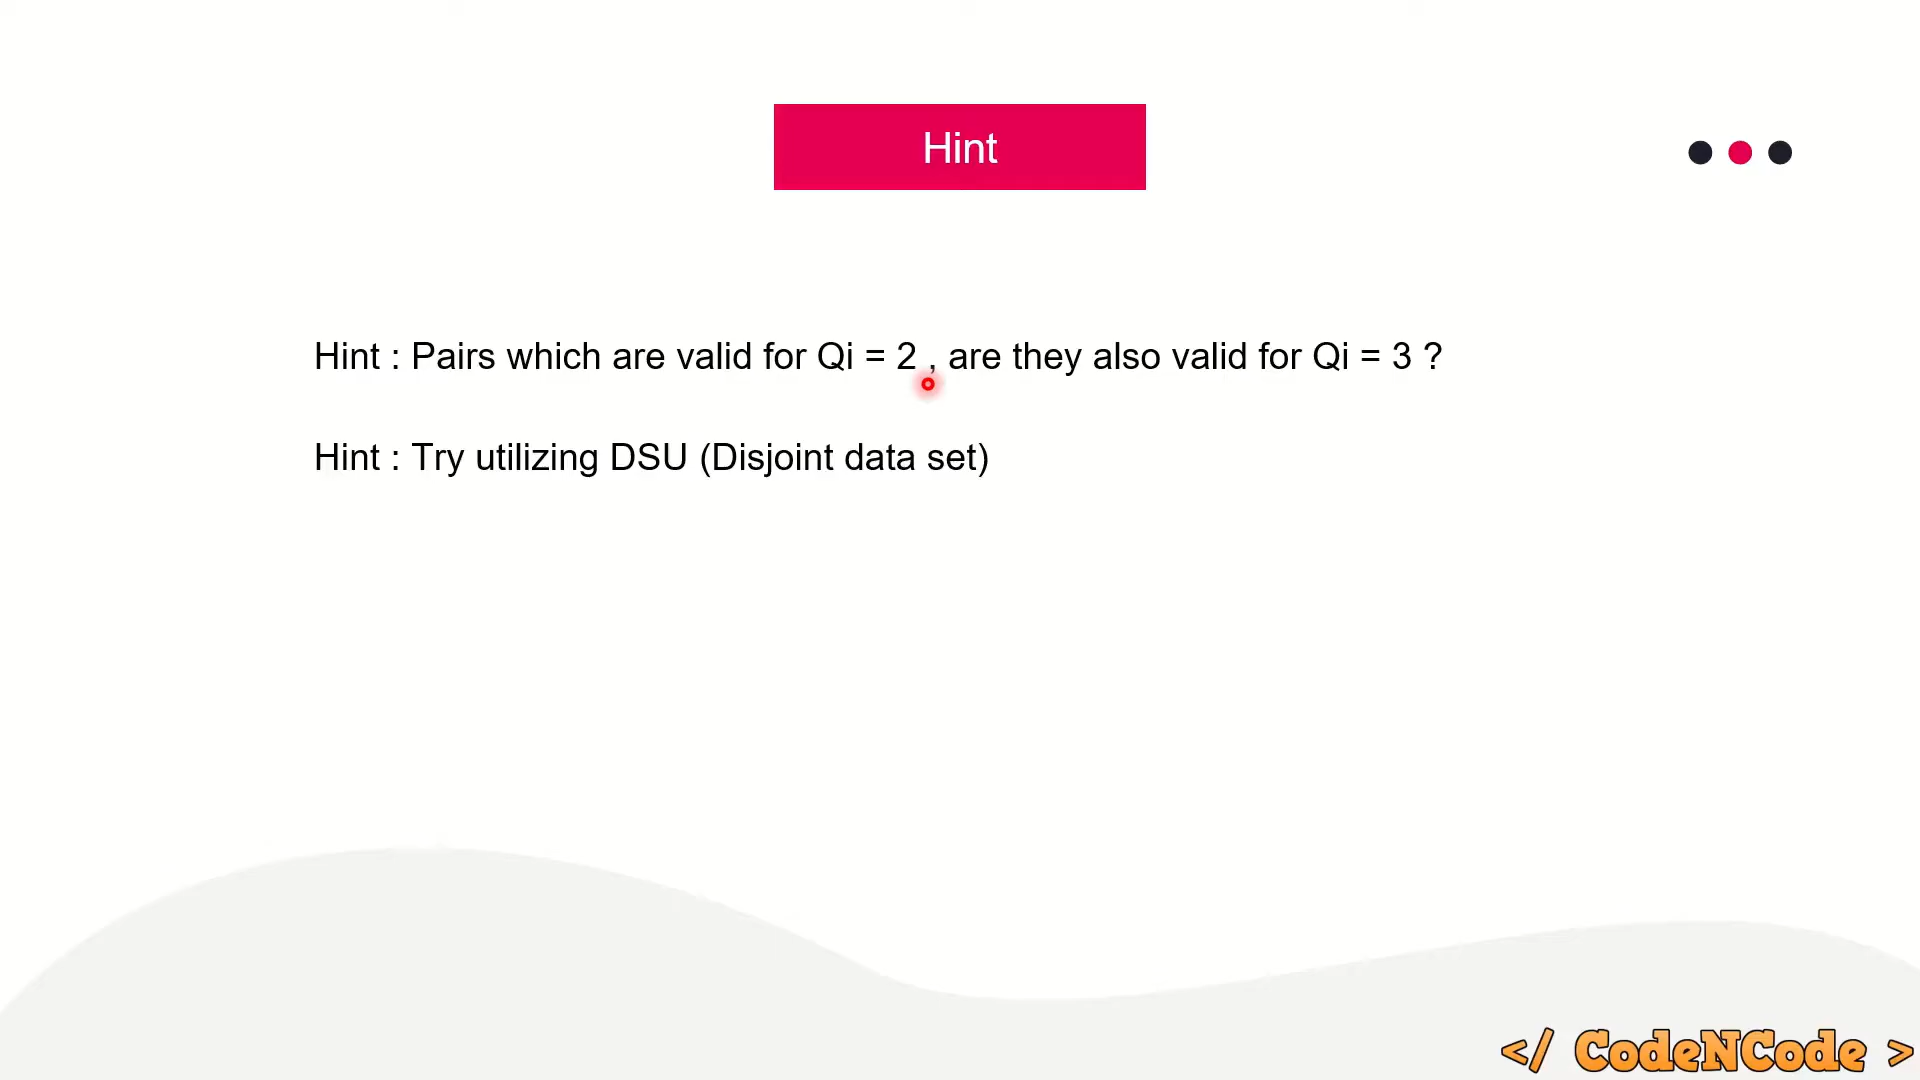 Hint
Hint : Pairs which are valid for Qi = 2 , are they also valid for Qi = 3 ?
Hint : Try utilizing DSU (Disjoint data set)
</ CodeNCode >